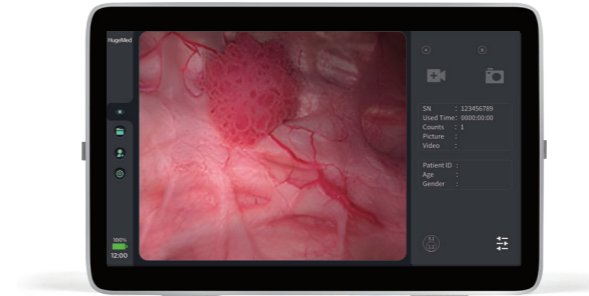 HugeMed
SN : 123456789
Used Time: 0000:00:00
Counts : 1
Picture :
Video :
Patient ID :
Age :
Gender :
100%
12:00